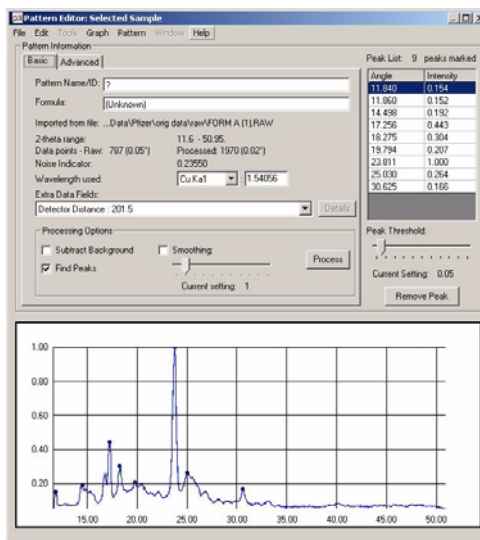 Pattern Editor: Selected Sample
File Edit Tools Graph Pattern Window Help
Pattern Information
Basic Advanced
Pattern Name/ID: ?
Formula: (Unknown)
Imported from file: ...Data\Pfizer\orig data\raw\FORM A (1).RAW
2-theta range: 11.6 - 50.95.
Data points - Raw: 787 (0.05°) Processed: 1970 (0.02°)
Noise Indicator: 0.23550
Wavelength used: Cu Ka1 : 1.54056
Extra Data Fields:
Detector Distance : 201.5 Details
Processing Options
Subtract Background Smoothing:
Find Peaks Process
Current setting: 1
Peak List: 9 peaks marked
Angle Intensity
11.840 0.154
11.860 0.152
14.498 0.192
17.256 0.443
18.275 0.304
19.794 0.207
23.811 1.000
25.030 0.264
30.625 0.166
Peak Threshold:
Current Setting: 0.05
Remove Peak
1.00
0.80
0.60
0.40
0.20
15.00 20.00 25.00 30.00 35.00 40.00 45.00 50.00